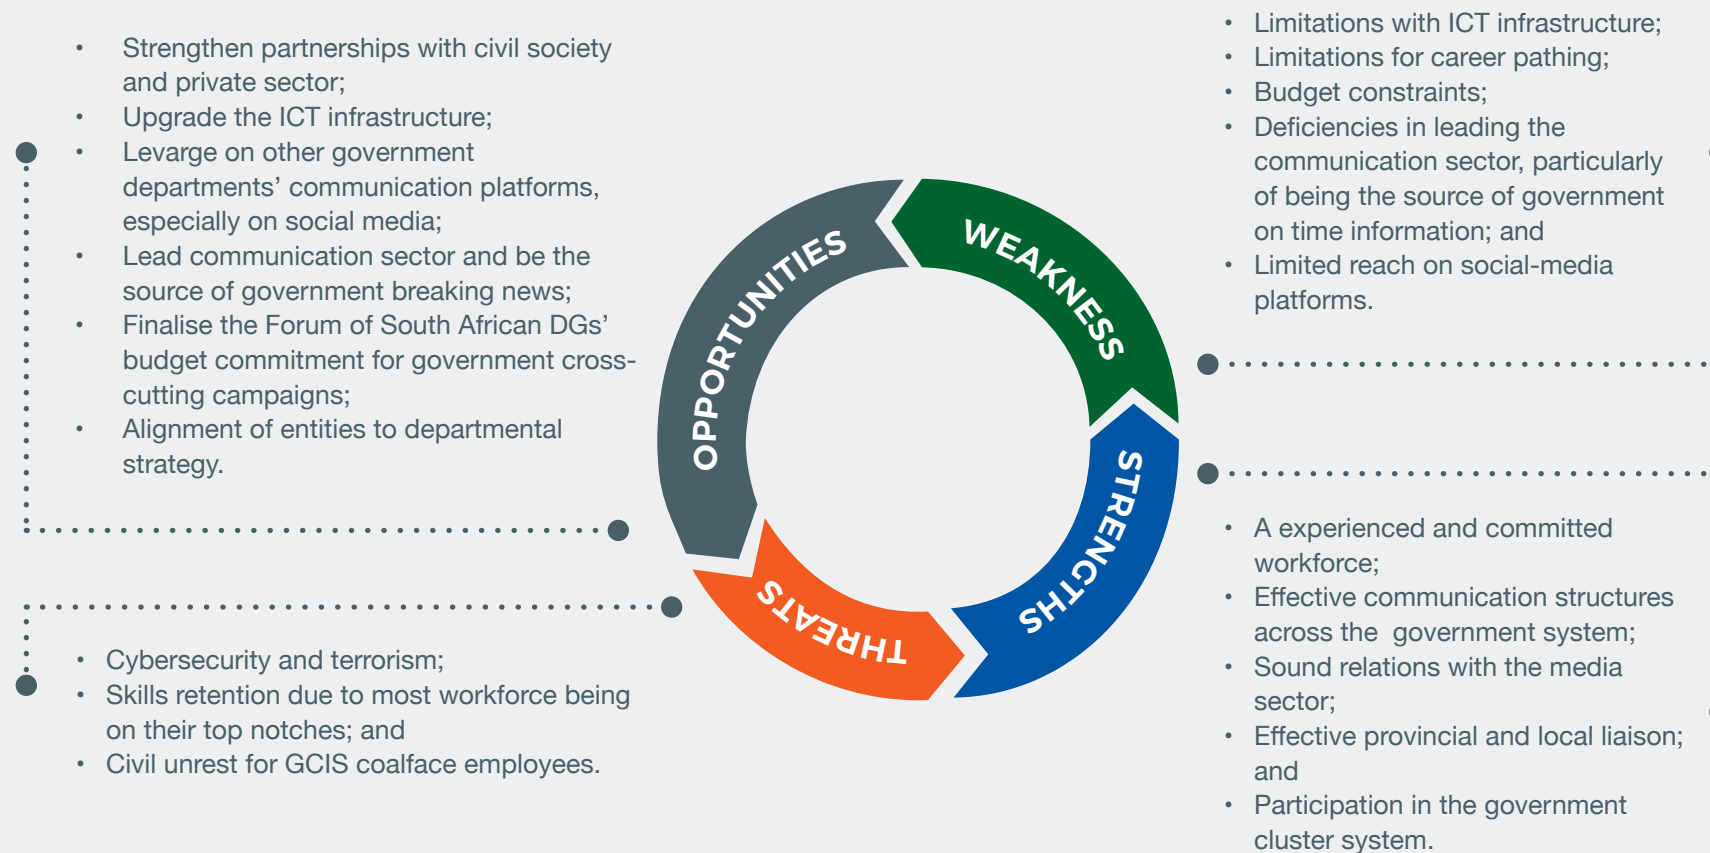 • Strengthen partnerships with civil society
and private sector;
• Upgrade the ICT infrastructure;
• Levarge on other government
departments’ communication platforms,
especially on social media;
• Lead communication sector and be the
source of government breaking news;
• Finalise the Forum of South African DGs’
budget commitment for government cross-
cutting campaigns;
• Alignment of entities to departmental
strategy.
• Cybersecurity and terrorism;
• Skills retention due to most workforce being
on their top notches; and
• Civil unrest for GCIS coalface employees.
OPPORTUNITIES
WEAKNESS
STRENGTHS
THREATS
• Limitations with ICT infrastructure;
• Limitations for career pathing;
• Budget constraints;
• Deficiencies in leading the
communication sector, particularly
of being the source of government
on time information; and
• Limited reach on social-media
platforms.
• A experienced and committed
workforce;
• Effective communication structures
across the  government system;
• Sound relations with the media
sector;
• Effective provincial and local liaison;
and
• Participation in the government
cluster system.